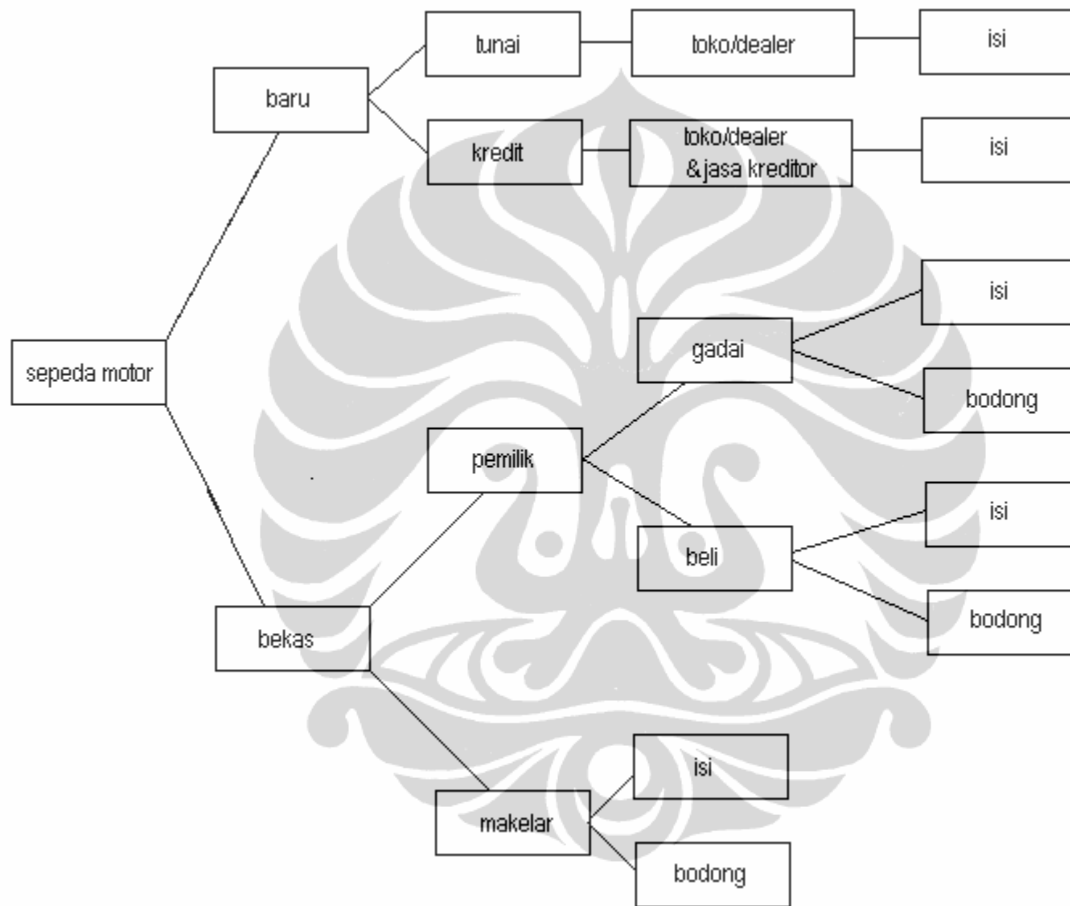 tunai
toko/dealer
isi
baru
kredit
toko/dealer
&jasa kreditor
isi
isi
gadai
sepeda motor
bodong
pemilik
isi
beli
bodong
bekas
isi
makelar
bodong